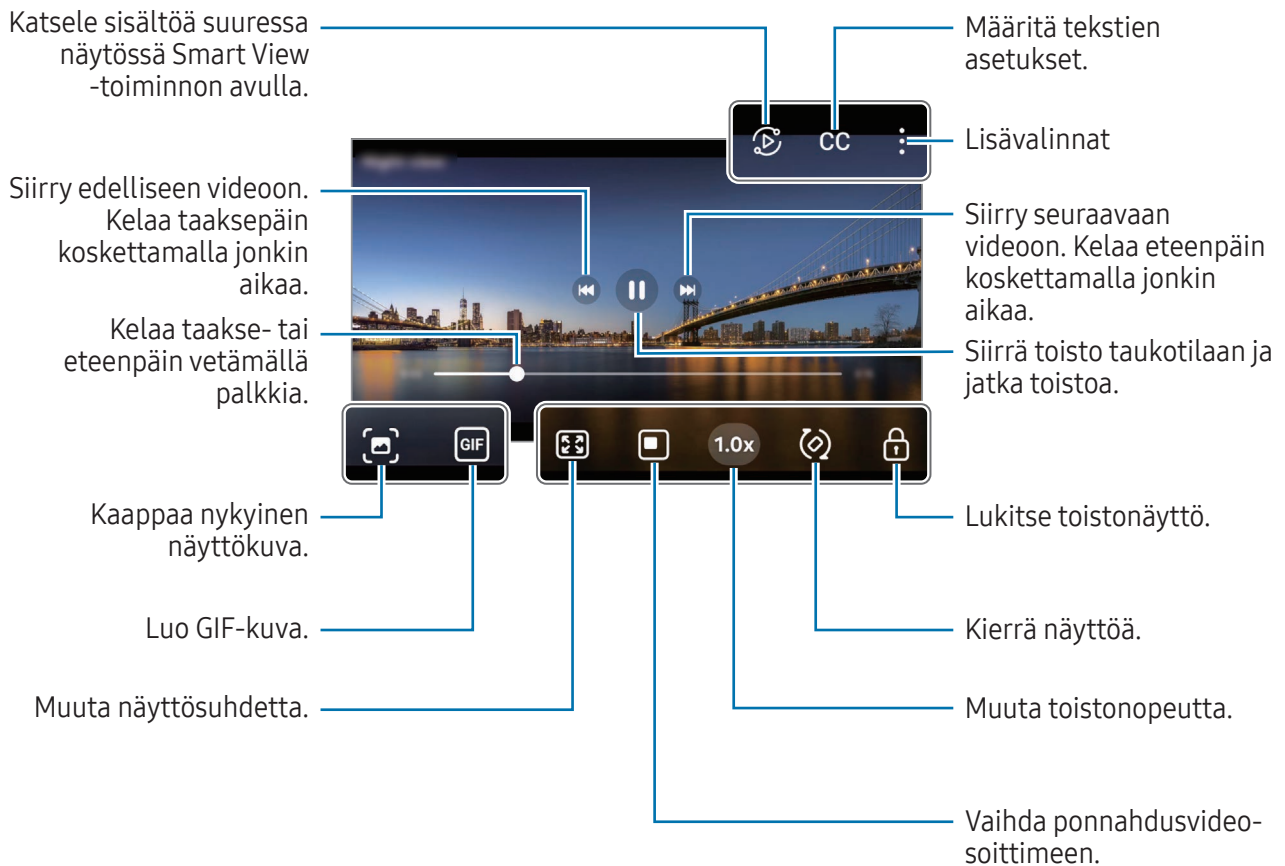 Katsele sisältöä suuressa
näytössä Smart View
-toiminnon avulla.
Määritä tekstien
asetukset.
CC
Lisävalinnat
Siirry edelliseen videoon.
Kelaa taaksepäin
koskettamalla jonkin
aikaa.
Siirry seuraavaan
videoon. Kelaa eteenpäin
koskettamalla jonkin
aikaa.
Kelaa taakse- tai
eteenpäin vetämällä
palkkia.
Siirrä toisto taukotilaan ja
jatka toistoa.
GIF
1.0x
Kaappaa nykyinen
näyttökuva.
Lukitse toistonäyttö.
Luo GIF-kuva.
Kierrä näyttöä.
Muuta näyttösuhdetta.
Muuta toistonopeutta.
Vaihda ponnahdusvideo-
soittimeen.